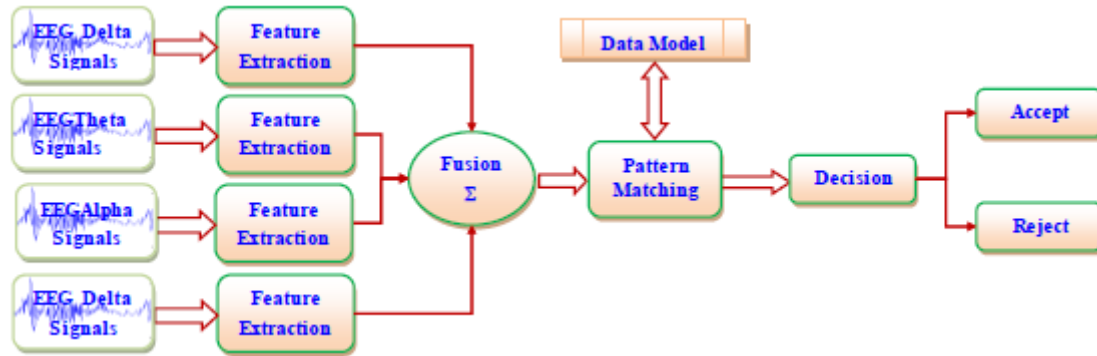 EEG Delta
Signals
Feature
Extraction
EEGTheta
Signals
Feature
Extraction
EEGAlpha
Signals
Feature
Extraction
EEG Delta
Signals
Feature
Extraction
Fusion
Σ
Data Model
Pattern
Matching
Decision
Accept
Reject